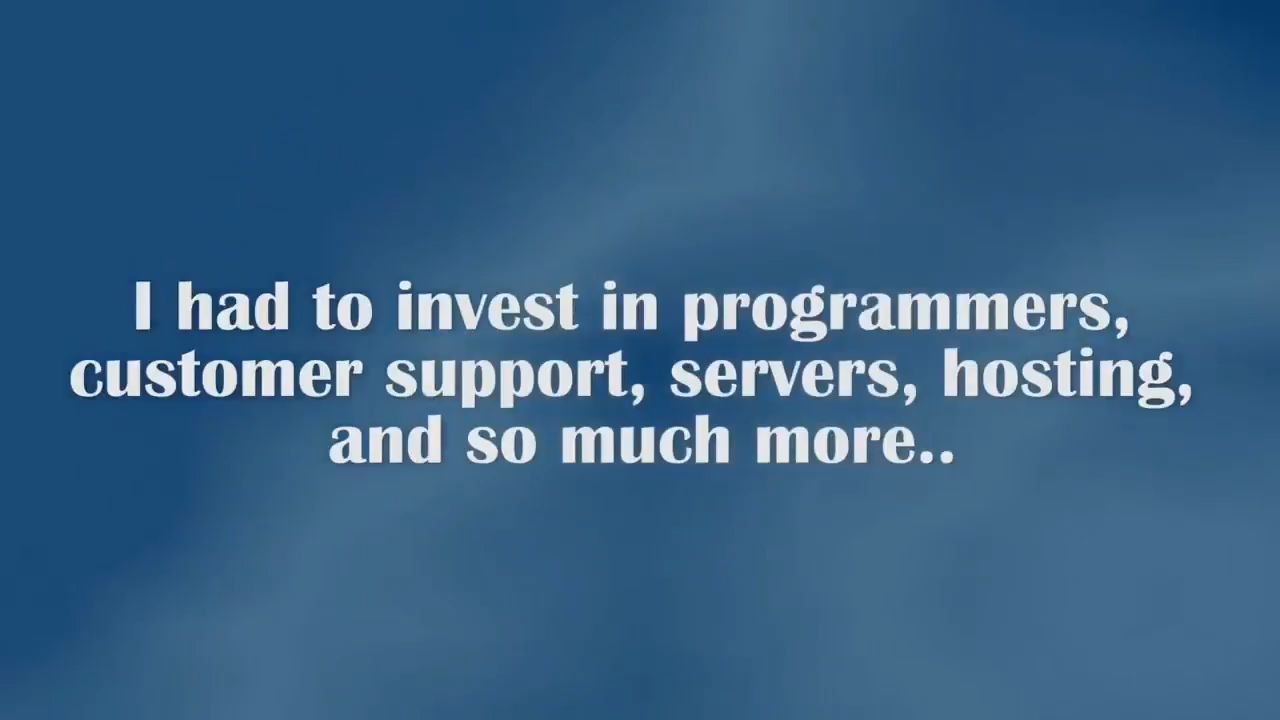 I had to invest in programmers,
customer support, servers, hosting,
and so much more..